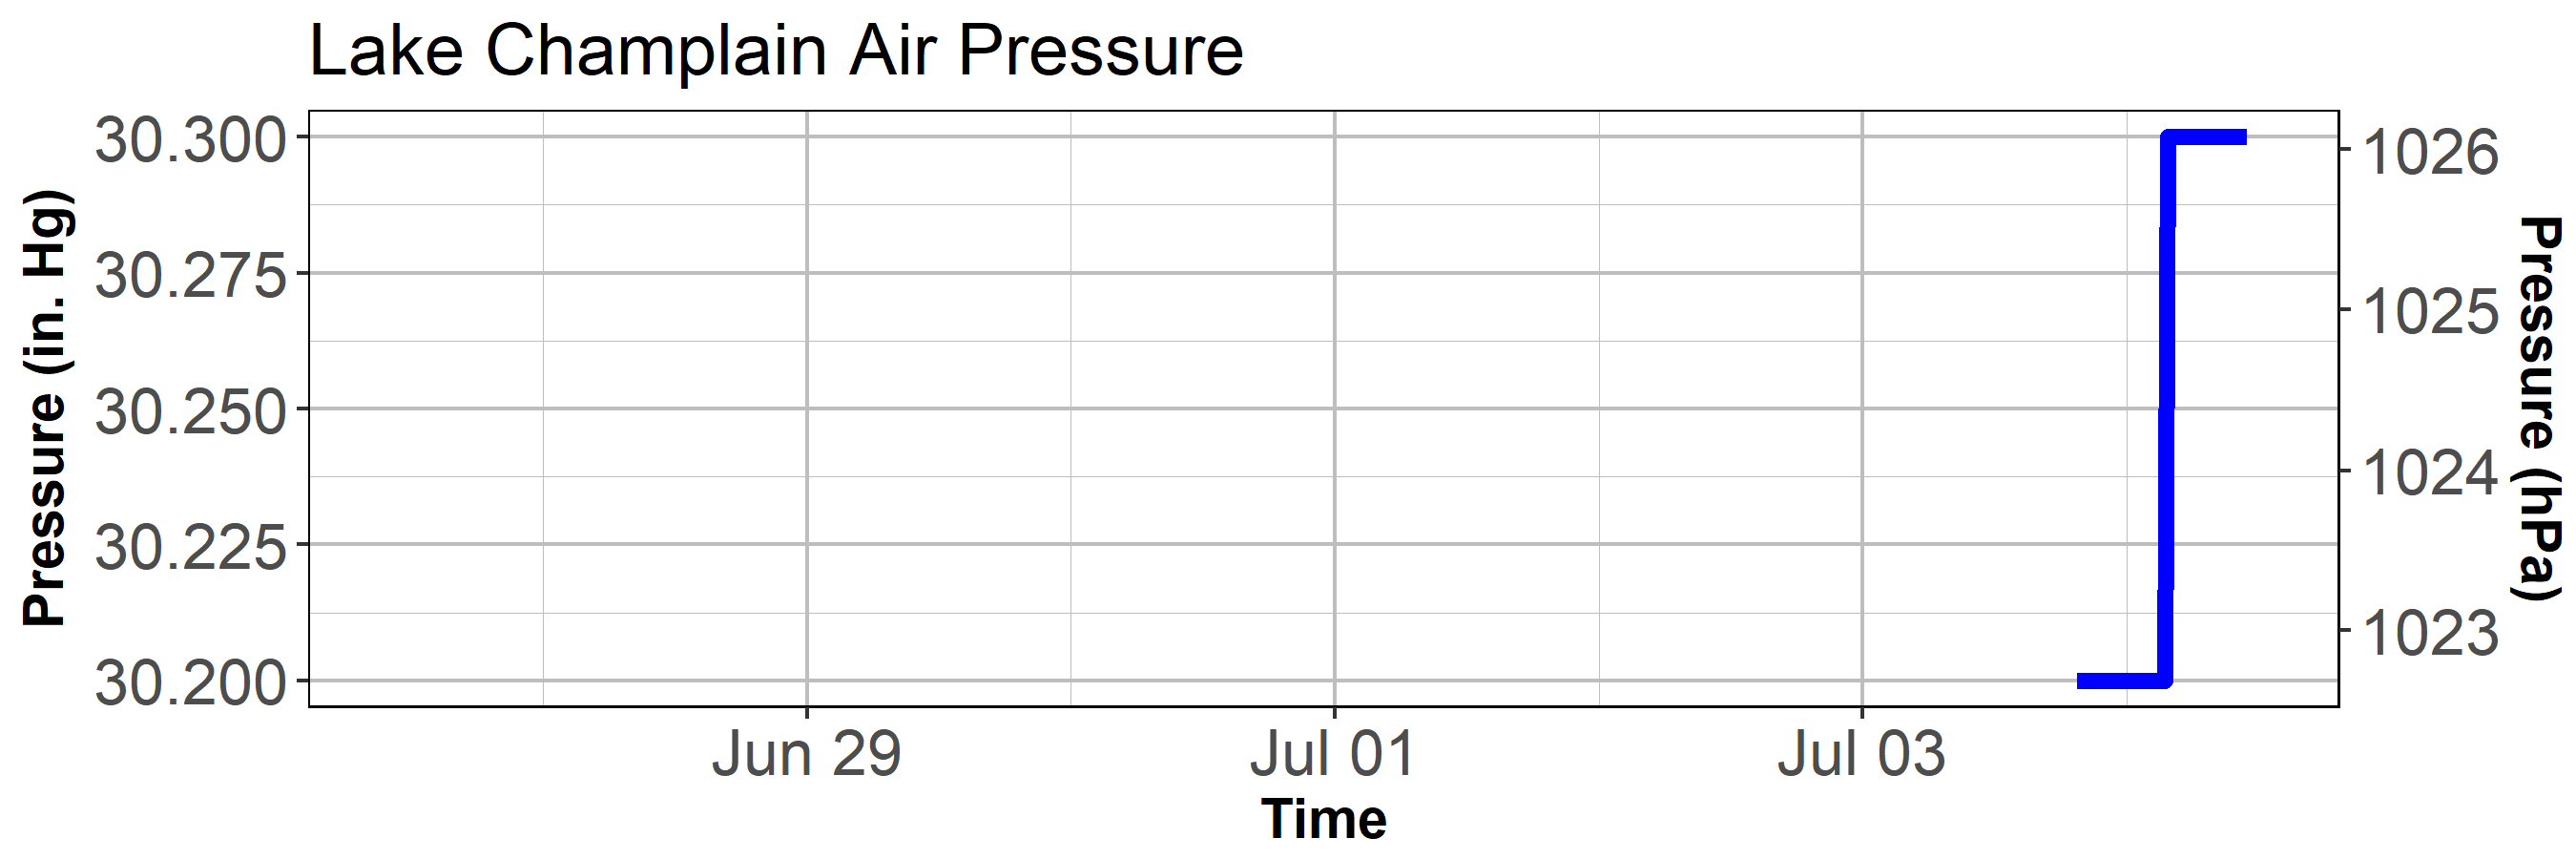 Lake Champlain Air Pressure
Pressure (in. Hg)
30.300
30.275
30.250
30.225
30.200
1026
1025
1024
1023
Pressure (hPa)
Jun 29
Jul 01
Jul 03
Time